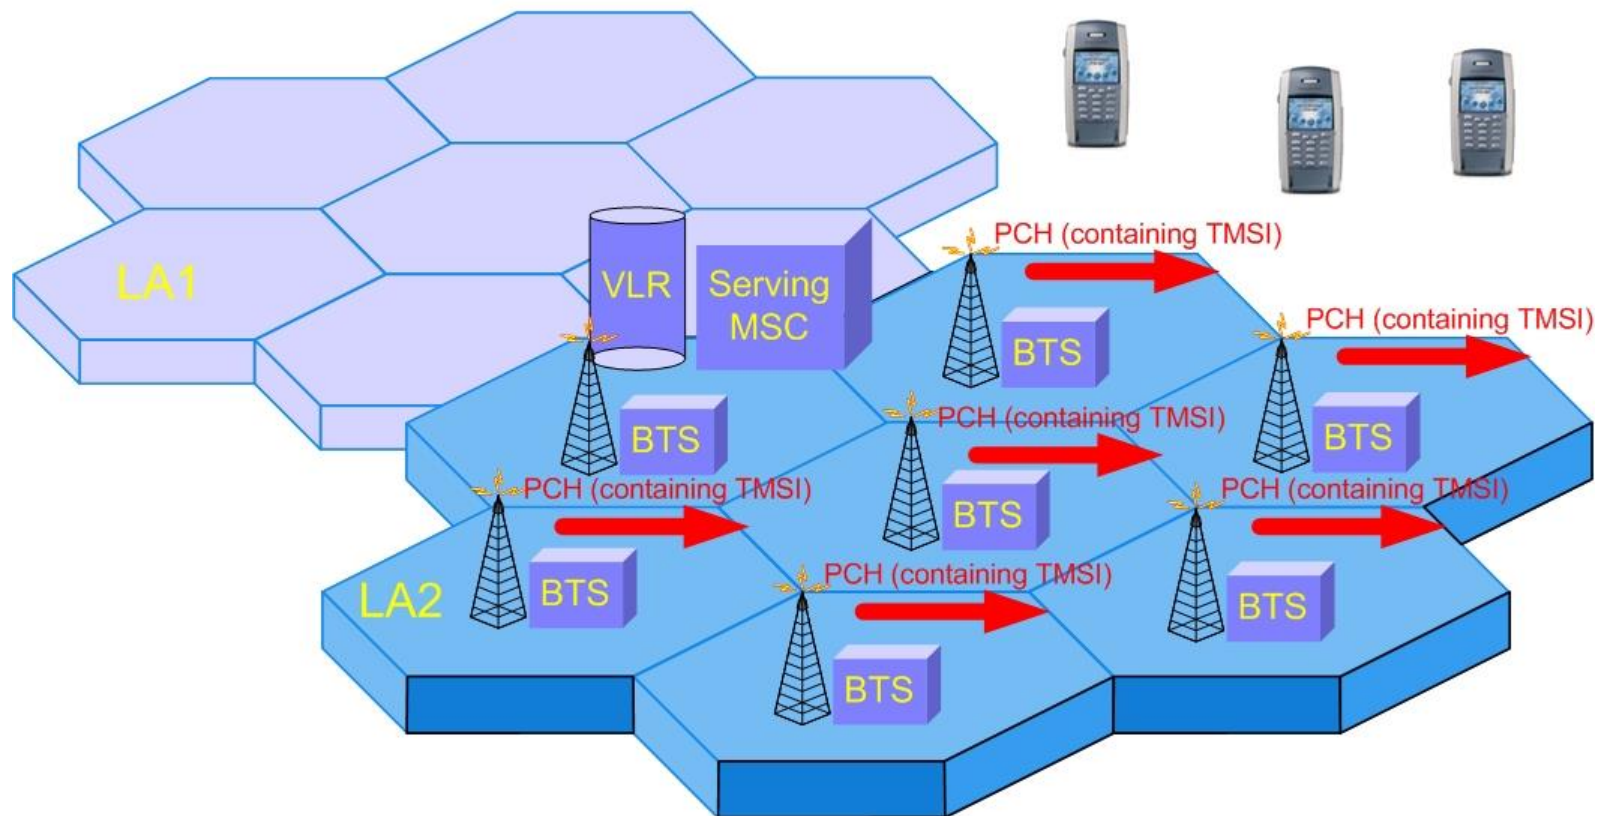 PCH (containing TMSI)
LA1
VLR
Serving
MSC
PCH (containing TMSI)
BTS
PCH (containing TMSI)
BTS
BTS
PCH (containing TMSI)
PCH (containing TMSI)
BTS
LA2
BTS
PCH (containing TMSI)
BTS
BTS